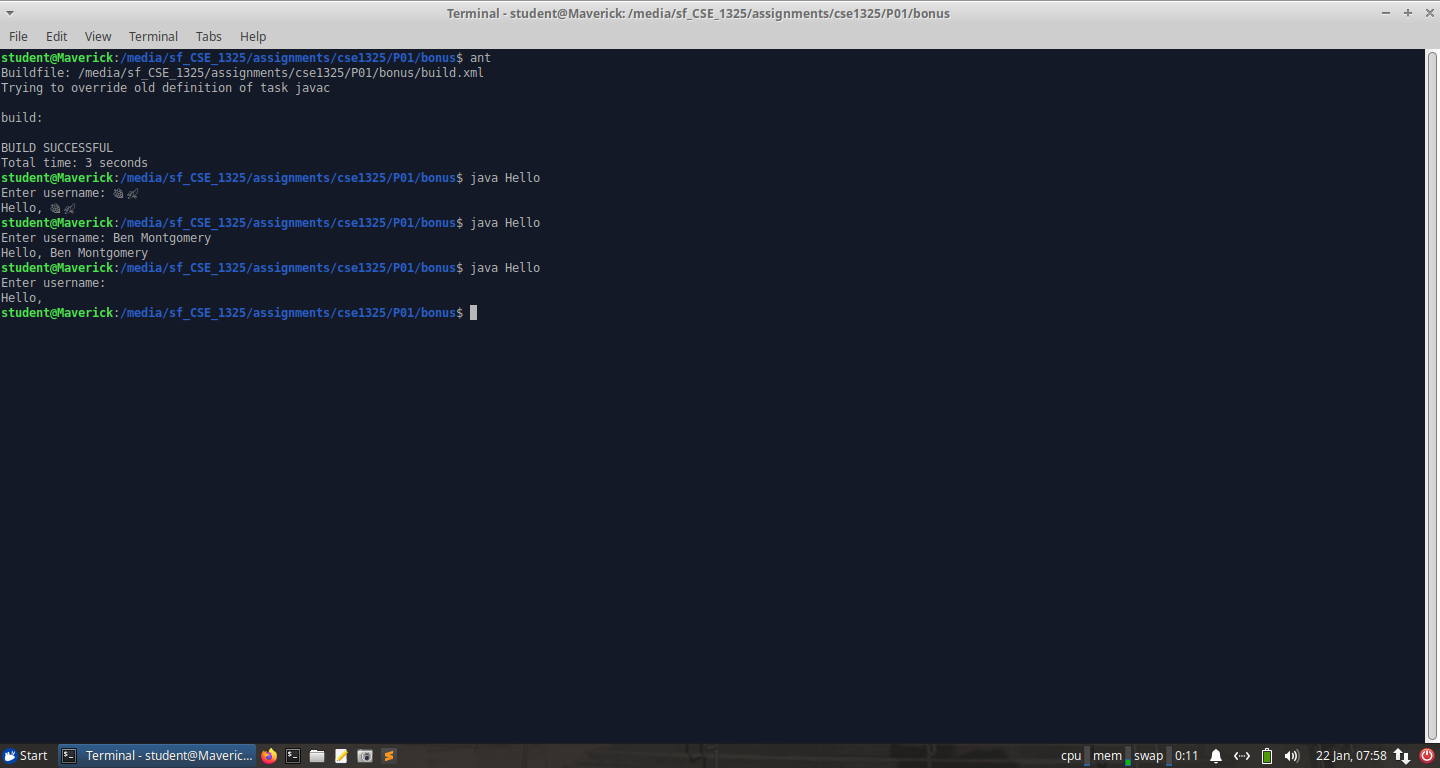 Terminal - student@Maverick: /media/sf_CSE_1325/assignments/cse1325/P01/bonus
File Edit View Terminal Tabs Help
student@Maverick:/media/sf_CSE_1325/assignments/cse1325/P01/bonus$ ant
Buildfile: /media/sf_CSE_1325/assignments/cse1325/P01/bonus/build.xml
Trying to override old definition of task javac
build:
BUILD SUCCESSFUL
Total time: 3 seconds
student@Maverick:/media/sf_CSE_1325/assignments/cse1325/P01/bonus$ java Hello
Enter username:
Hello,
student@Maverick:/media/sf_CSE_1325/assignments/cse1325/P01/bonus$ java Hello
Enter username: Ben Montgomery
Hello, Ben Montgomery
student@Maverick:/media/sf_CSE_1325/assignments/cse1325/P01/bonus$ java Hello
Enter username:
Hello,
student@Maverick:/media/sf_CSE_1325/assignments/cse1325/P01/bonus$
Start Terminal - student@Maveric... cpu mem swap 0:11 22 Jan, 07:58